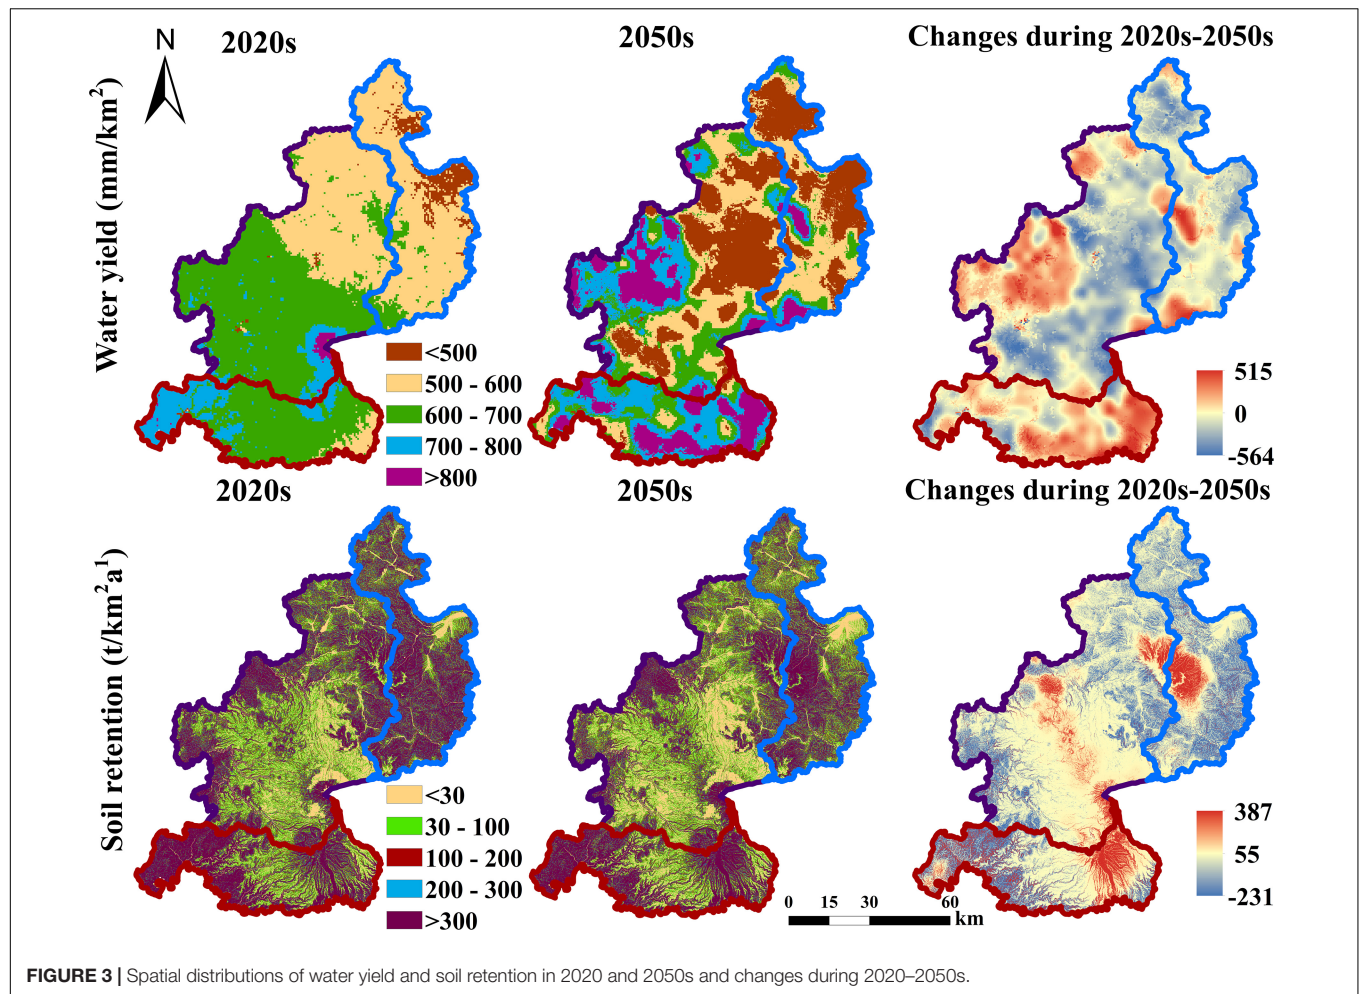 N
2020s
2050s
Changes during 2020s-2050s
Water yield (mm/km²)
<500
500 - 600
600 - 700
700 - 800
>800
515
0
-564
2020s
2050s
Changes during 2020s-2050s
Soil retention (t/km²a¹)
<30
30 - 100
100 - 200
200 - 300
>300
0 15 30 60
km
387
55
-231
FIGURE 3 | Spatial distributions of water yield and soil retention in 2020 and 2050s and changes during 2020–2050s.